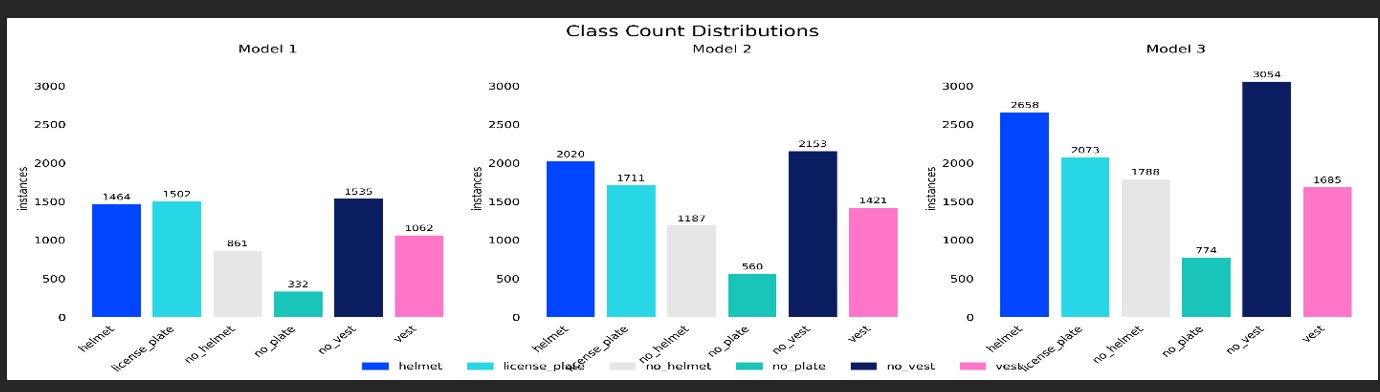 Class Count Distributions
Model 1
Model 2
Model 3
instances
3000
2500
2000
1500
1000
500
0
1464
1502
861
332
1535
1062
helmet
license_plate
no_helmet
no_plate
no_vest
vest
instances
3000
2500
2000
1500
1000
500
0
2020
1711
1187
560
2153
1421
helmet
license_plate
no_helmet
no_plate
no_vest
vest
instances
3000
2500
2000
1500
1000
500
0
2658
2073
1788
774
3054
1685
helmet
license_plate
no_helmet
no_plate
no_vest
vest
helmet license_plate no_helmet no_plate no_vest vest